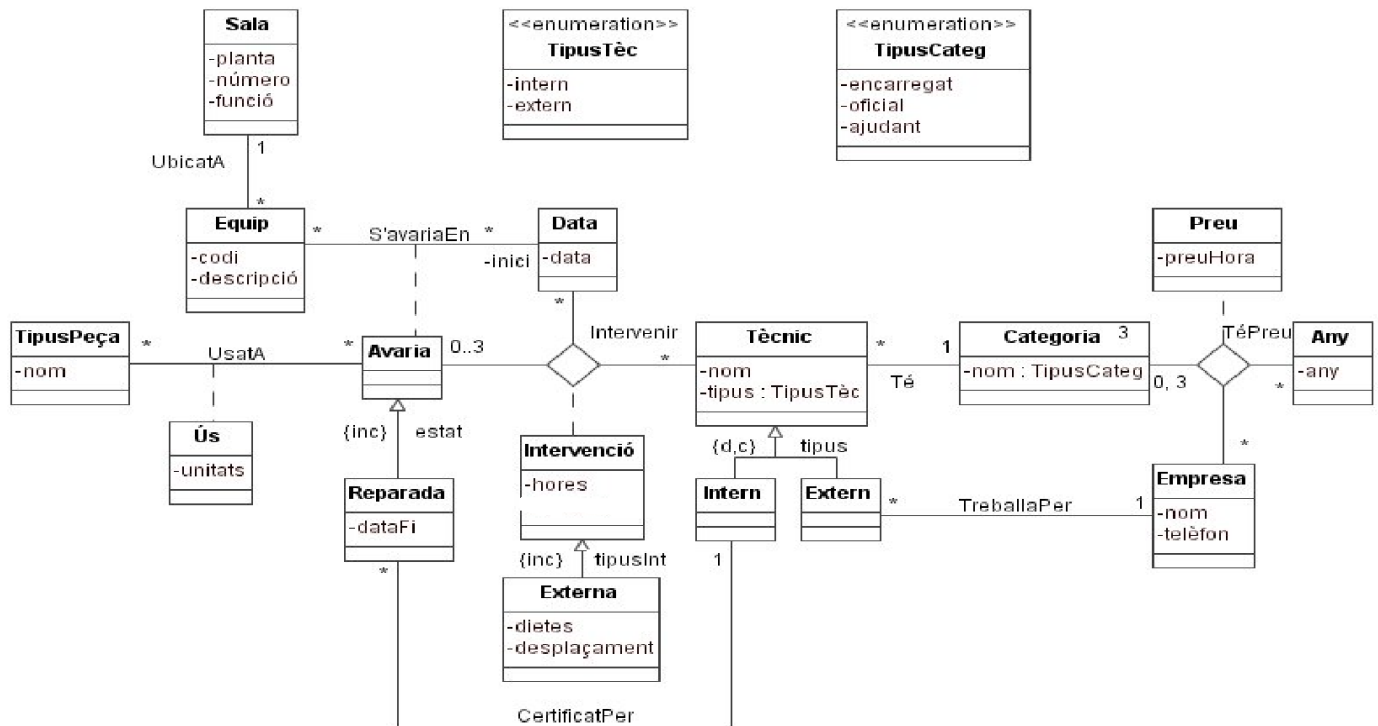 Sala
-planta
-número
-funció
<<enumeration>>
TipusTèc
-intern
-extern
<<enumeration>>
TipusCateg
-encarregat
-oficial
-ajudant
1
UbicatA
*
Equip
-codi
-descripció
*
S'avariaEn
*
-inici
Data
-data
*
Preu
-preuHora
TipusPeça
-nom
*
UsatA
*
Avaria
0..3
Intervenir
*
Tècnic
-nom
-tipus : TipusTèc
*
1
Té
Categoria
-nom : TipusCateg
3
0, 3
TéPreu
*
Any
-any
*
Ús
-unitats
{inc}
estat
Reparada
-dataFi
*
Intervenció
-hores
{inc}
tipusInt
Externa
-dietes
-desplaçament
{d,c}
tipus
Intern
1
Extern
*
TreballaPer
1
Empresa
-nom
-telèfon
CertificatPer